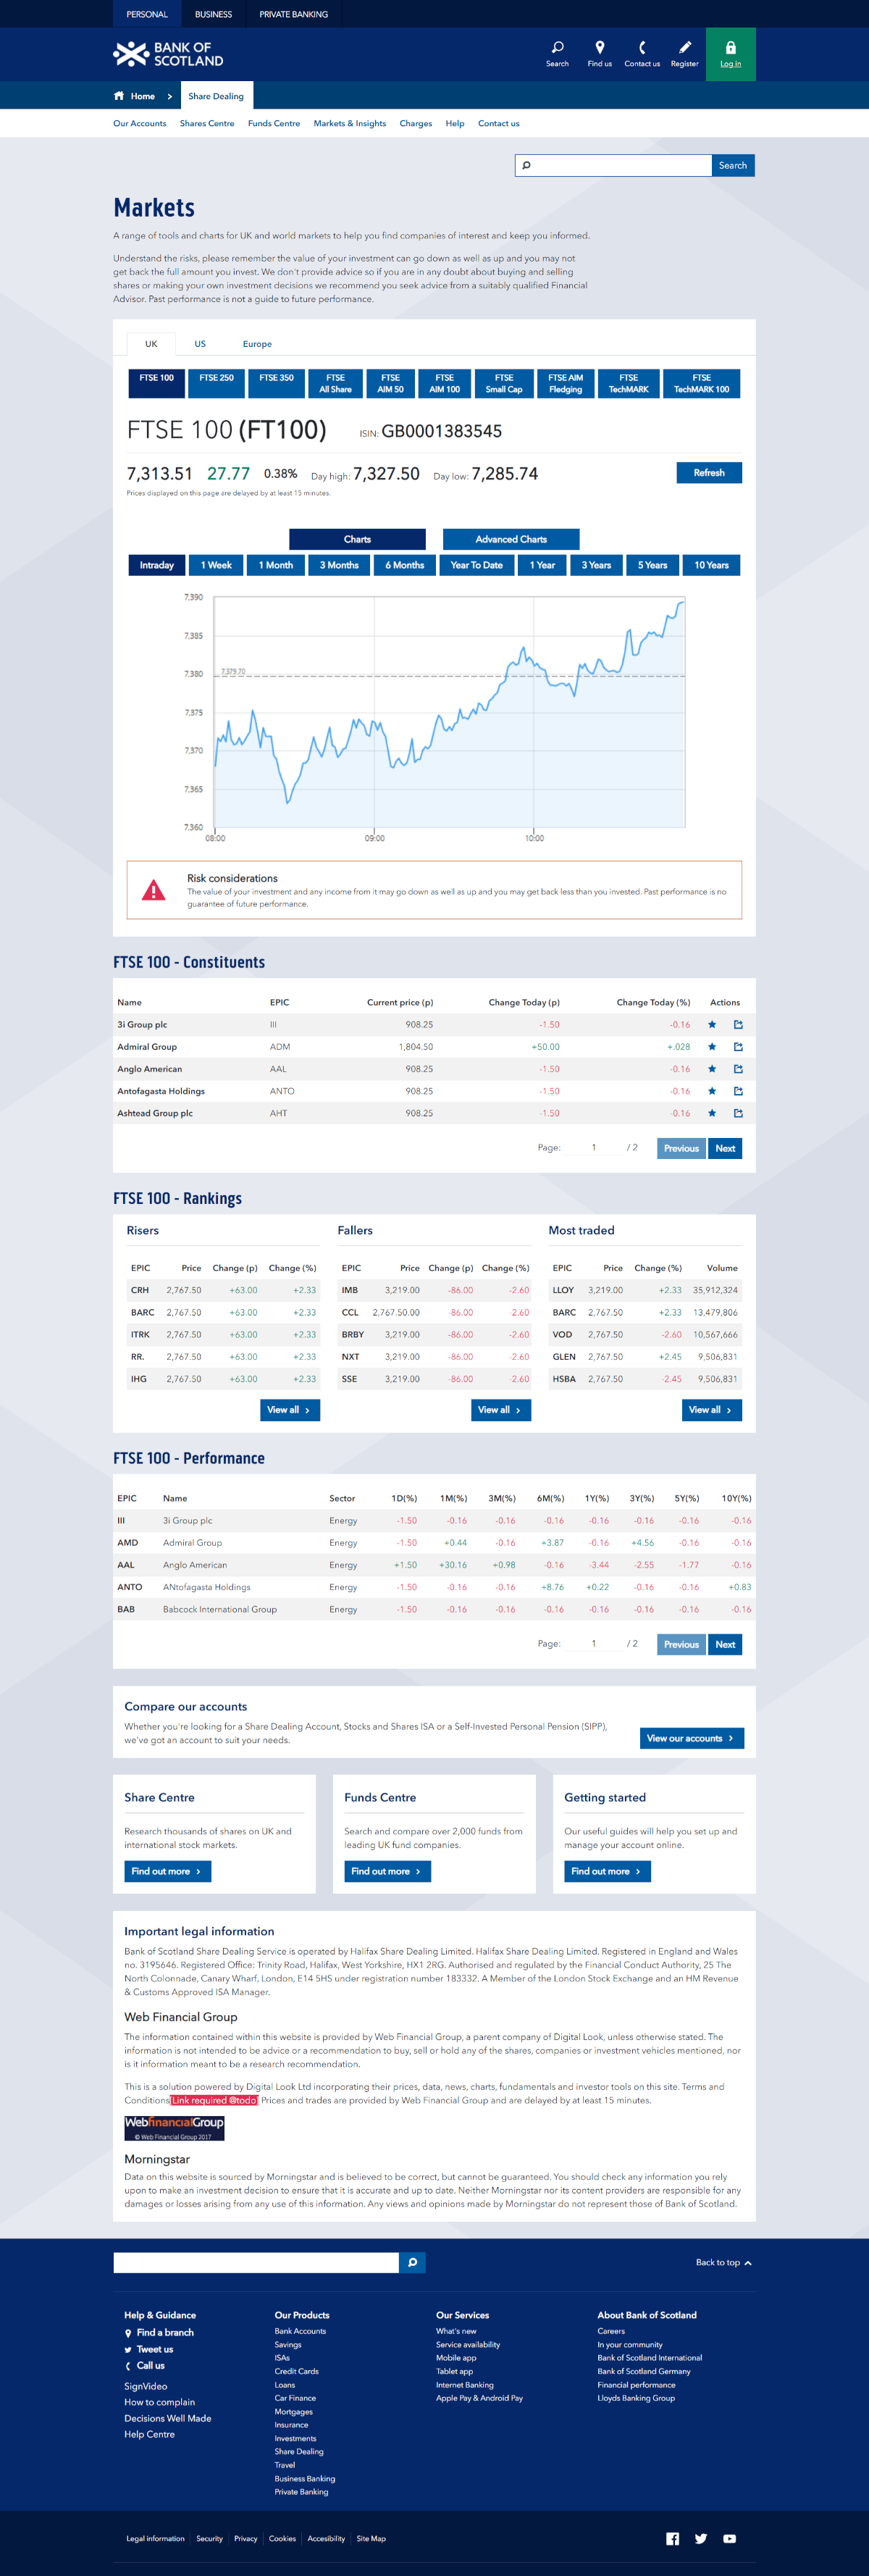 PERSONAL BUSINESS PRIVATE BANKING
BANK OF
SCOTLAND
Search Find us Contact us Register Log in
Home > Share Dealing
Our Accounts Shares Centre Funds Centre Markets & Insights Charges Help Contact us
Search
Markets
A range of tools and charts for UK and world markets to help you find companies of interest and keep you informed.
Understand the risks, please remember the value of your investment can go down as well as up and you may not
get back the full amount you invest. We don't provide advice so if you are in any doubt about buying and selling
shares or making your own investment decisions we recommend you seek advice from a suitably qualified Financial
Advisor. Past performance is not a guide to future performance.
UK US Europe
FTSE 100 FTSE 250 FTSE 350 FTSE All Share FTSE AIM 50 FTSE AIM 100 FTSE Small Cap FTSE AIM Fledging FTSE TechMARK FTSE TechMARK 100
FTSE 100 (FT100) ISIN: GB0001383545
7,313.51 27.77 0.38% Day high: 7,327.50 Day low: 7,285.74 Refresh
Prices displayed on this page are delayed by at least 15 minutes.
Charts Advanced Charts
Intraday 1 Week 1 Month 3 Months 6 Months Year To Date 1 Year 3 Years 5 Years 10 Years
7,390
7,385
7,380 7,379.70
7,375
7,370
7,365
7,360
08:00 09:00 10:00
Risk considerations
The value of your investment and any income from it may go down as well as up and you may get back less than you invested. Past performance is no
guarantee of future performance.
FTSE 100 - Constituents
Name EPIC Current price (p) Change Today (p) Change Today (%) Actions
3i Group plc III 908.25 -1.50 -0.16
Admiral Group ADM 1,804.50 +50.00 +.028
Anglo American AAL 908.25 -1.50 -0.16
Antofagasta Holdings ANTO 908.25 -1.50 -0.16
Ashtead Group plc AHT 908.25 -1.50 -0.16
Page: 1 / 2 Previous Next
FTSE 100 - Rankings
Risers Fallers Most traded
EPIC Price Change (p) Change (%) EPIC Price Change (p) Change (%) EPIC Price Change (%) Volume
CRH 2,767.50 +63.00 +2.33 IMB 3,219.00 -86.00 -2.60 LLOY 3,219.00 +2.33 35,912,324
BARC 2,767.50 +63.00 +2.33 CCL 2,767.50.00 -86.00 -2.60 BARC 2,767.50 +2.33 13,479,806
ITRK 2,767.50 +63.00 +2.33 BRBY 3,219.00 -86.00 -2.60 VOD 2,767.50 -2.60 10,567,666
RR. 2,767.50 +63.00 +2.33 NXT 3,219.00 -86.00 -2.60 GLEN 2,767.50 +2.45 9,506,831
IHG 2,767.50 +63.00 +2.33 SSE 3,219.00 -86.00 -2.60 HSBA 2,767.50 -2.45 9,506,831
View all > View all > View all >
FTSE 100 - Performance
EPIC Name Sector 1D(%) 1M(%) 3M(%) 6M(%) 1Y(%) 3Y(%) 5Y(%) 10Y(%)
III 3i Group plc Energy -1.50 -0.16 -0.16 -0.16 -0.16 -0.16 -0.16 -0.16
AMD Admiral Group Energy -1.50 +0.44 -0.16 +3.87 -0.16 +4.56 -0.16 -0.16
AAL Anglo American Energy +1.50 +30.16 +0.98 -0.16 -3.44 -2.55 -1.77 -0.16
ANTO ANtofagasta Holdings Energy -1.50 -0.16 -0.16 +8.76 +0.22 -0.16 -0.16 +0.83
BAB Babcock International Group Energy -1.50 -0.16 -0.16 -0.16 -0.16 -0.16 -0.16 -0.16
Page: 1 / 2 Previous Next
Compare our accounts
Whether you're looking for a Share Dealing Account, Stocks and Shares ISA or a Self-Invested Personal Pension (SIPP),
we've got an account to suit your needs.
View our accounts >
Share Centre Funds Centre Getting started
Research thousands of shares on UK and Search and compare over 2,000 funds from Our useful guides will help you set up and
international stock markets. leading UK fund companies. manage your account online.
Find out more > Find out more > Find out more >
Important legal information
Bank of Scotland Share Dealing Service is operated by Halifax Share Dealing Limited. Halifax Share Dealing Limited. Registered in England and Wales
no. 3195646. Registered Office: Trinity Road, Halifax, West Yorkshire, HX1 2RG. Authorised and regulated by the Financial Conduct Authority, 25 The
North Colonnade, Canary Wharf, London, E14 5HS under registration number 183332. A Member of the London Stock Exchange and an HM Revenue
& Customs Approved ISA Manager.
Web Financial Group
The information contained within this website is provided by Web Financial Group, a parent company of Digital Look, unless otherwise stated. The
information is not intended to be advice or a recommendation to buy, sell or hold any of the shares, companies or investment vehicles mentioned, nor
is it information meant to be a research recommendation.
This is a solution powered by Digital Look Ltd incorporating their prices, data, news, charts, fundamentals and investor tools on this site. Terms and
Conditions[Link required @todo] Prices and trades are provided by Web Financial Group and are delayed by at least 15 minutes.
WebfinancialGroup
© Web Financial Group 2017
Morningstar
Data on this website is sourced by Morningstar and is believed to be correct, but cannot be guaranteed. You should check any information you rely
upon to make an investment decision to ensure that it is accurate and up to date. Neither Morningstar nor its content providers are responsible for any
damages or losses arising from any use of this information. Any views and opinions made by Morningstar do not represent those of Bank of Scotland.
Back to top
Help & Guidance
Find a branch
Tweet us
Call us
SignVideo
How to complain
Decisions Well Made
Help Centre
Our Products
Bank Accounts
Savings
ISAs
Credit Cards
Loans
Car Finance
Mortgages
Insurance
Investments
Share Dealing
Travel
Business Banking
Private Banking
Our Services
What's new
Service availability
Mobile app
Tablet app
Internet Banking
Apple Pay & Android Pay
About Bank of Scotland
Careers
In your community
Bank of Scotland International
Bank of Scotland Germany
Financial performance
Lloyds Banking Group
Legal information Security Privacy Cookies Accesibility Site Map